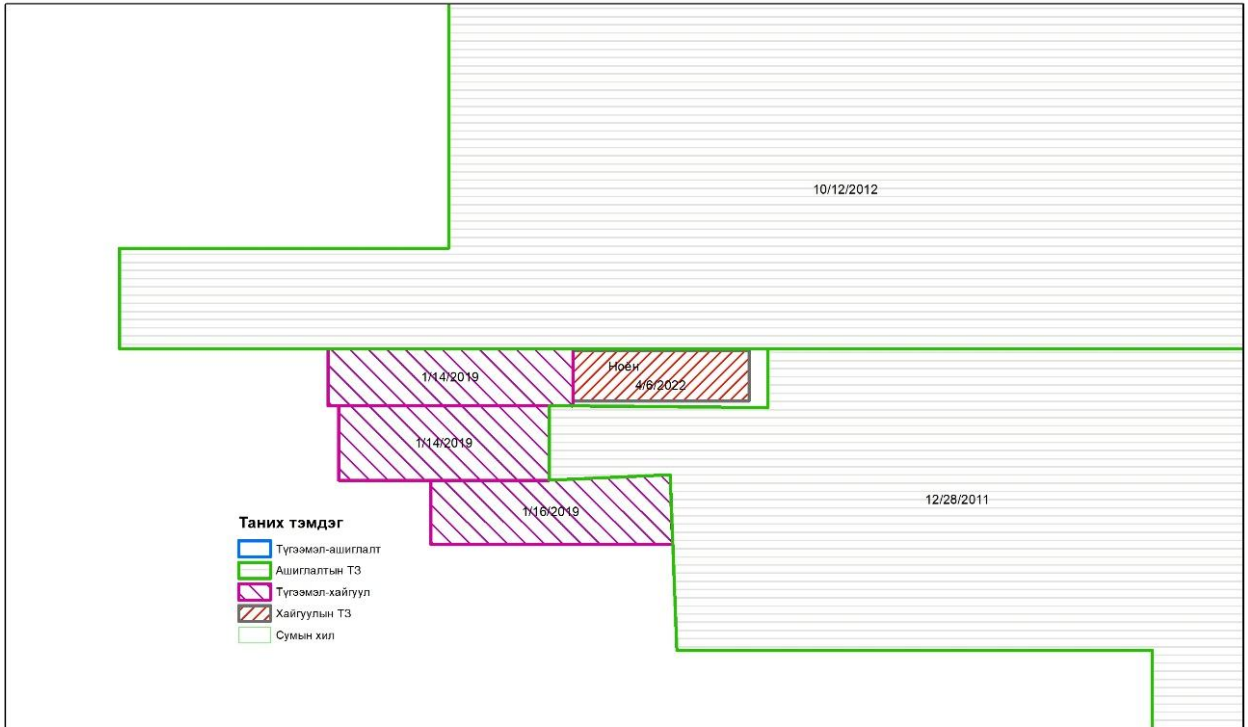 10/12/2012
1/14/2019
Ноён
4/6/2022
1/14/2019
12/28/2011
1/16/2019
Таних тэмдэг
Түгээмэл-ашиглалт
Ашиглалтын ТЗ
Түгээмэл-хайгуул
Хайгуулын ТЗ
Сумын хил